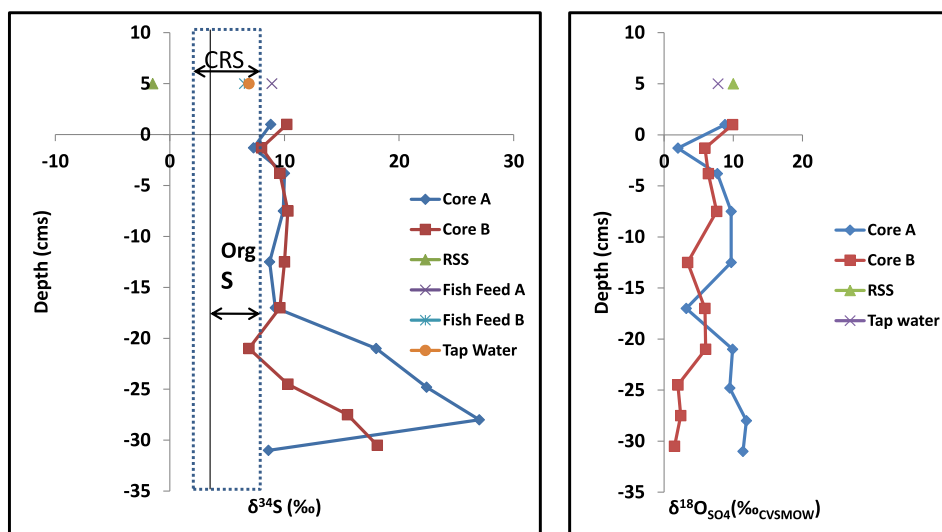 10
5
0
-5
-10
-15
-20
-25
-30
-35
-10
0
10
20
30
Depth (cms)
CRS
Org
S
Core A
Core B
RSS
Fish Feed A
Fish Feed B
Tap Water
δ³⁴S (‰)
10
5
0
-5
-10
-15
-20
-25
-30
-35
0
10
20
Depth (cms)
Core A
Core B
RSS
Tap water
δ¹⁸O_SO4(‰_CVSMOW)